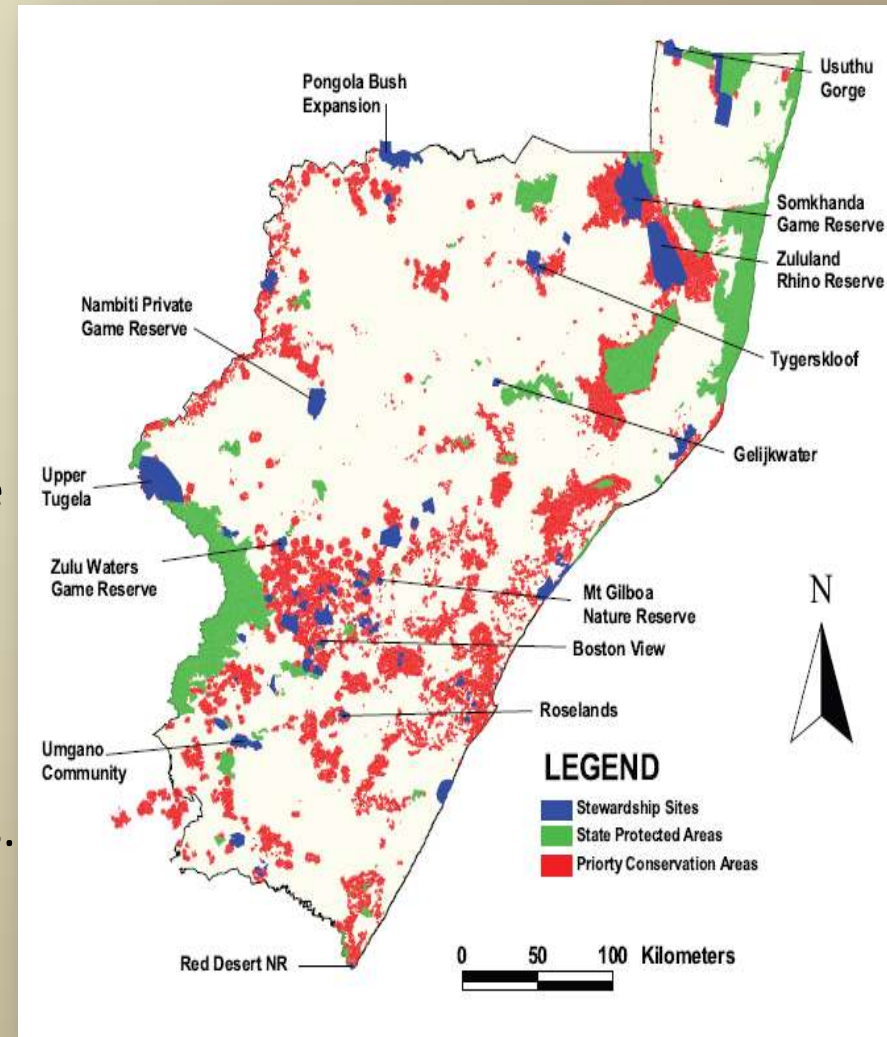 Usuthu
Gorge
Pongola Bush
Expansion
Somkhanda
Game Reserve
Zululand
Rhino Reserve
Nambiti Private
Game Reserve
Tygerskloof
Gelijkwater
Upper
Tugela
Zulu Waters
Game Reserve
Mt Gilboa
Nature Reserve
Boston View
N
Roselands
Umgano
Community
LEGEND
Stewardship Sites
State Protected Areas
Priorty Conservation Areas
Red Desert NR
0 50 100 Kilometers